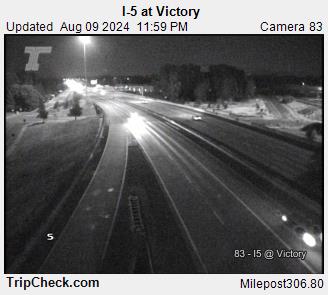 I-5 at Victory
Updated Aug 09 2024 11:59 PM Camera 83
T
S
83 - I5 @ Victory
TripCheck.com Milepost306.80